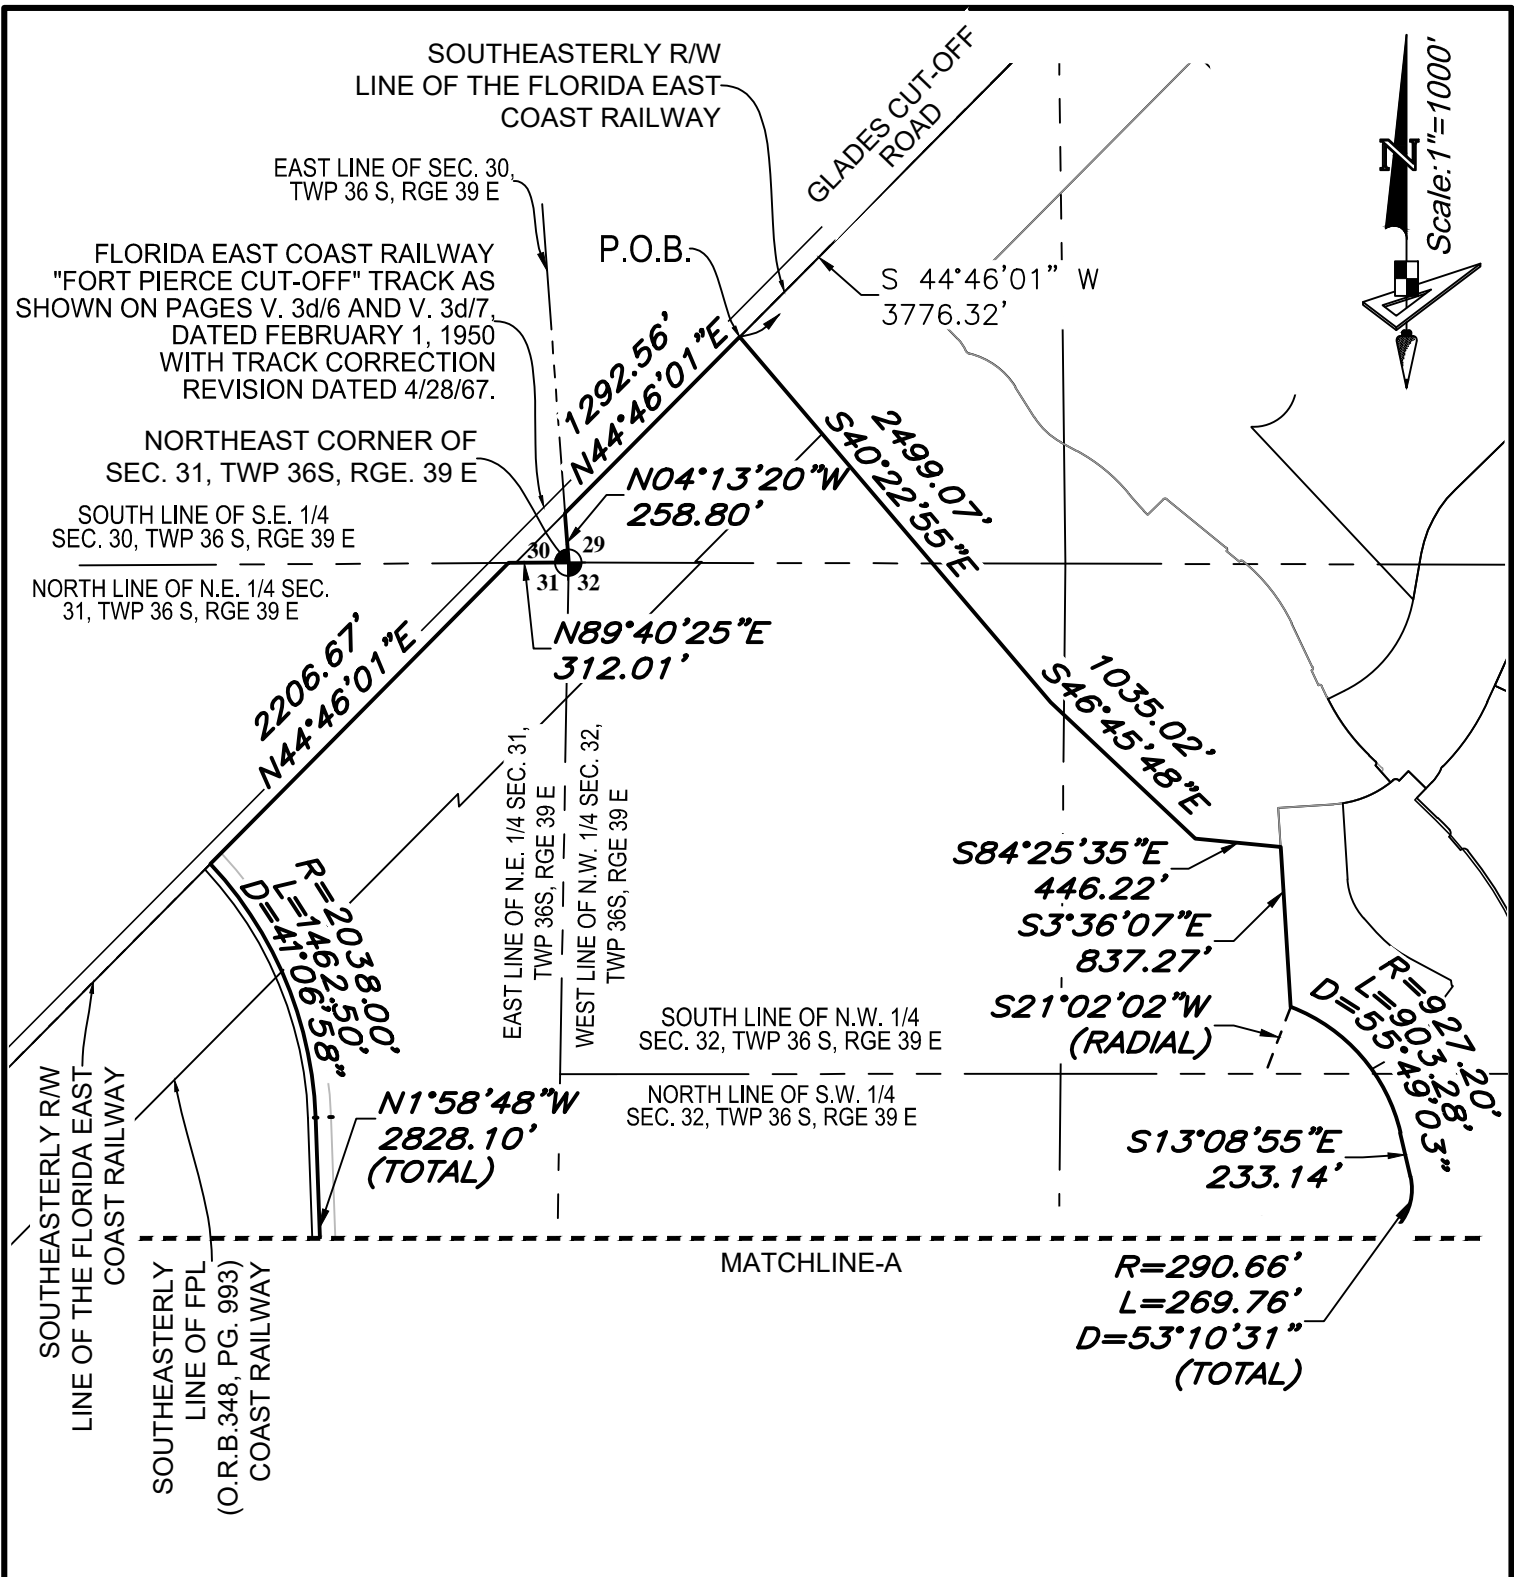 SOUTHEASTERLY R/W
LINE OF THE FLORIDA EAST
COAST RAILWAY
GLADES CUT-OFF
ROAD
N
Scale:1"=1000'
EAST LINE OF SEC. 30,
TWP 36 S, RGE 39 E
P.O.B.
S 44°46'01" W
3776.32'
FLORIDA EAST COAST RAILWAY
"FORT PIERCE CUT-OFF" TRACK AS
SHOWN ON PAGES V. 3d/6 AND V. 3d/7,
DATED FEBRUARY 1, 1950
WITH TRACK CORRECTION
REVISION DATED 4/28/67.
1292.56'
N44°46'01"E
2499.07'
S40°22'55"E
NORTHEAST CORNER OF
SEC. 31, TWP 36S, RGE. 39 E
N04°13'20"W
258.80'
SOUTH LINE OF S.E. 1/4
SEC. 30, TWP 36 S, RGE 39 E
30
29
31
32
NORTH LINE OF N.E. 1/4 SEC.
31, TWP 36 S, RGE 39 E
N89°40'25"E
312.01'
2206.67'
N44°46'01"E
1035.02'
S46°45'48"E
EAST LINE OF N.E. 1/4 SEC. 31,
TWP 36S, RGE 39 E
WEST LINE OF N.W. 1/4 SEC. 32,
TWP 36S, RGE 39 E
S84°25'35"E
446.22'
S3°36'07"E
837.27'
S21°02'02"W
(RADIAL)
R=2038.00'
L=1462.50'
D=41°06'58"
R=927.20'
L=903.28'
D=55°49'03"
SOUTH LINE OF N.W. 1/4
SEC. 32, TWP 36 S, RGE 39 E
NORTH LINE OF S.W. 1/4
SEC. 32, TWP 36 S, RGE 39 E
N1°58'48"W
2828.10'
(TOTAL)
S13°08'55"E
233.14'
SOUTHEASTERLY R/W
LINE OF THE FLORIDA EAST
COAST RAILWAY
MATCHLINE-A
SOUTHEASTERLY
LINE OF FPL
(O.R.B.348, PG. 993)
COAST RAILWAY
R=290.66'
L=269.76'
D=53°10'31"
(TOTAL)